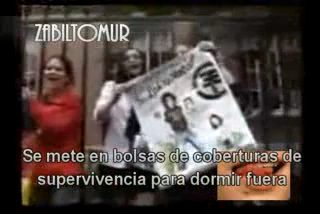 ZABILTOMUR
Se mete en bolsas de coberturas de
supervivencia para dormir fuera